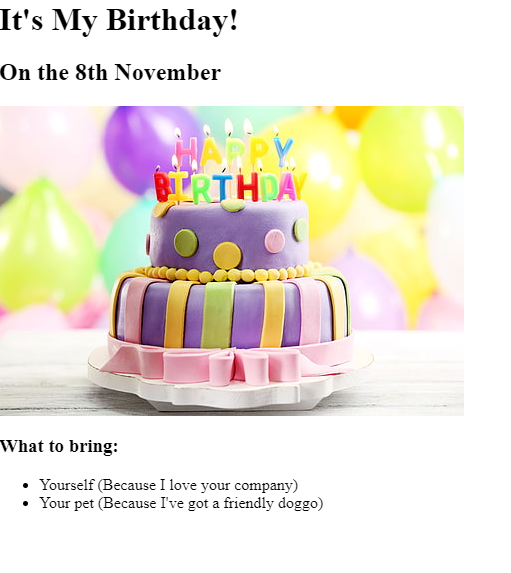 It's My Birthday!
On the 8th November
HAPPY
BIRTHDAY
What to bring:
Yourself (Because I love your company)
Your pet (Because I've got a friendly doggo)